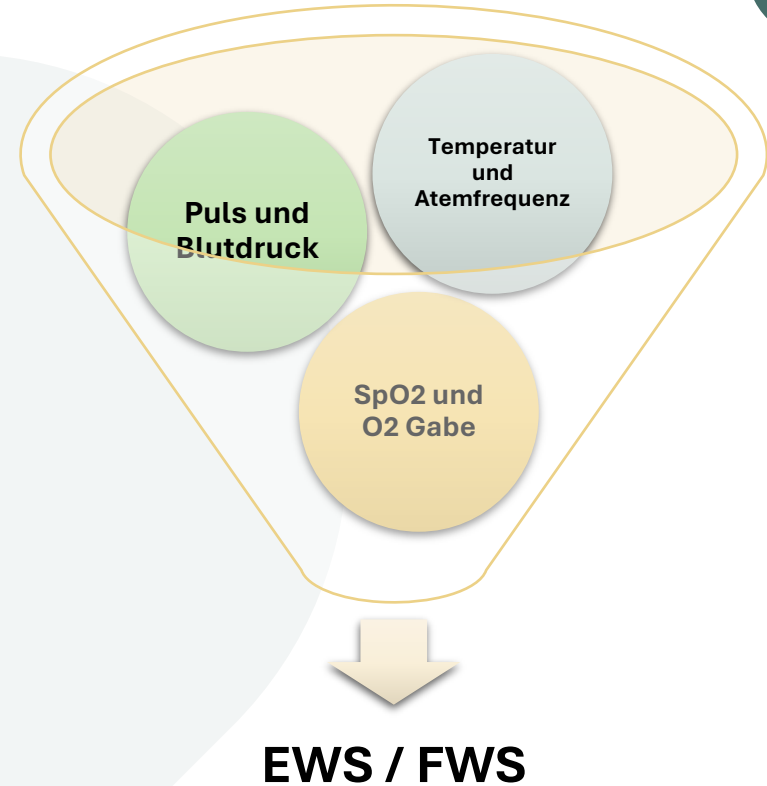 Temperatur
und
Atemfrequenz
Puls und
Blutdruck
SpO2 und
O2 Gabe
EWS / FWS